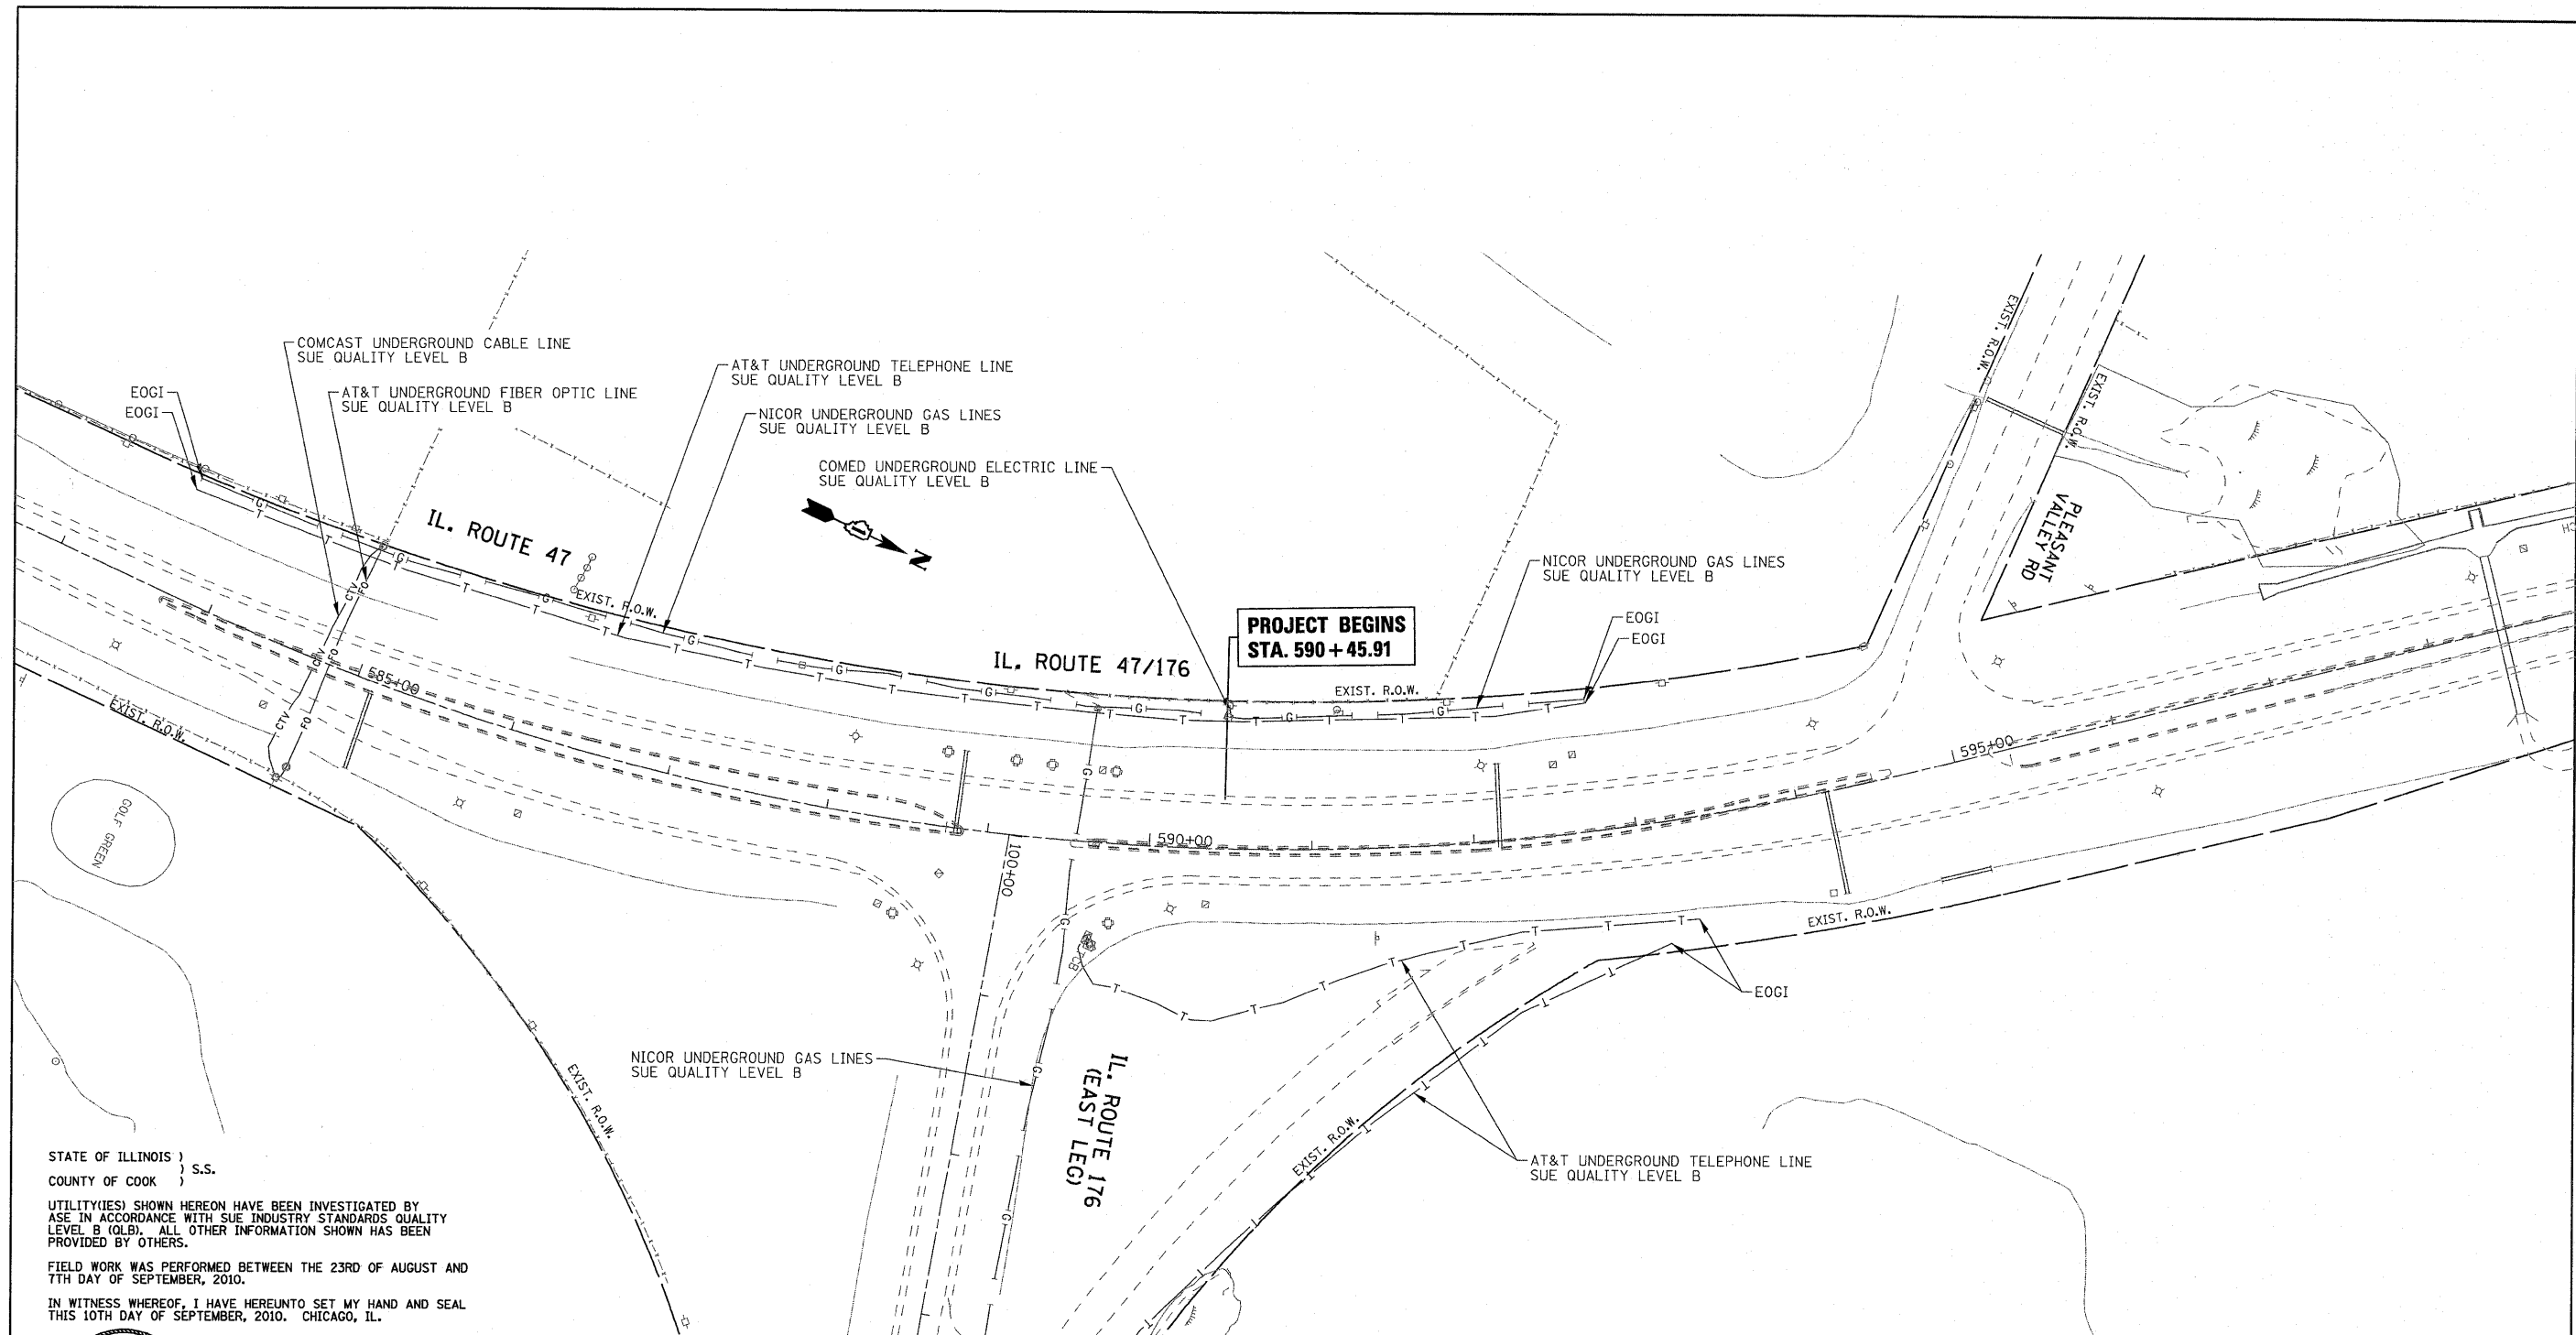 COMCAST UNDERGROUND CABLE LINE
SUE QUALITY LEVEL B
EOGI
EOGI
AT&T UNDERGROUND FIBER OPTIC LINE
SUE QUALITY LEVEL B
AT&T UNDERGROUND TELEPHONE LINE
SUE QUALITY LEVEL B
NICOR UNDERGROUND GAS LINES
SUE QUALITY LEVEL B
COMED UNDERGROUND ELECTRIC LINE
SUE QUALITY LEVEL B
N
IL. ROUTE 47
EXIST. R.O.W.
IL. ROUTE 47/176
PROJECT BEGINS
STA. 590+45.91
EXIST. R.O.W.
NICOR UNDERGROUND GAS LINES
SUE QUALITY LEVEL B
EOGI
EOGI
EXIST. R.O.W.
EXIST. R.O.W.
PLEASANT
VALLEY RD
CTV
FO
CTV
FO
CTV
FO
585+00
590+00
595+00
100+00
EXIST. R.O.W.
GOLF GREEN
TCB
EXIST. R.O.W.
EOGI
NICOR UNDERGROUND GAS LINES
SUE QUALITY LEVEL B
IL. ROUTE 176
(EAST LEG)
EXIST. R.O.W.
EXIST. R.O.W.
AT&T UNDERGROUND TELEPHONE LINE
SUE QUALITY LEVEL B
STATE OF ILLINOIS )
) S.S.
COUNTY OF COOK )
UTILITY(IES) SHOWN HEREON HAVE BEEN INVESTIGATED BY
ASE IN ACCORDANCE WITH SUE INDUSTRY STANDARDS QUALITY
LEVEL B (QLB). ALL OTHER INFORMATION SHOWN HAS BEEN
PROVIDED BY OTHERS.
FIELD WORK WAS PERFORMED BETWEEN THE 23RD OF AUGUST AND
7TH DAY OF SEPTEMBER, 2010.
IN WITNESS WHEREOF, I HAVE HEREUNTO SET MY HAND AND SEAL
THIS 10TH DAY OF SEPTEMBER, 2010. CHICAGO, IL.